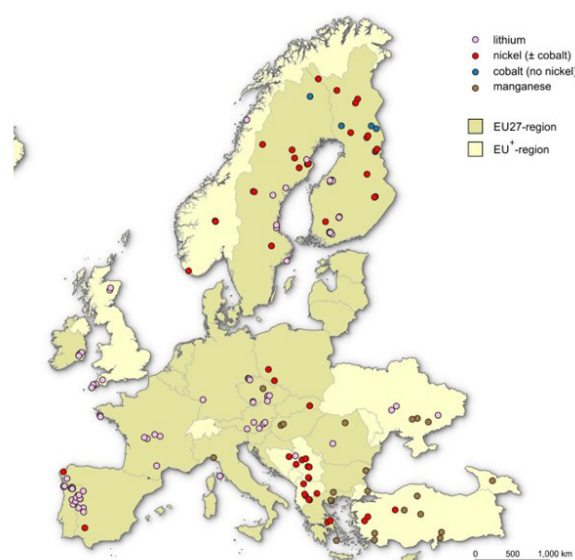 lithium
nickel (± cobalt)
cobalt (no nickel)
manganese
EU27-region
EU⁺-region
0 500 1,000 km